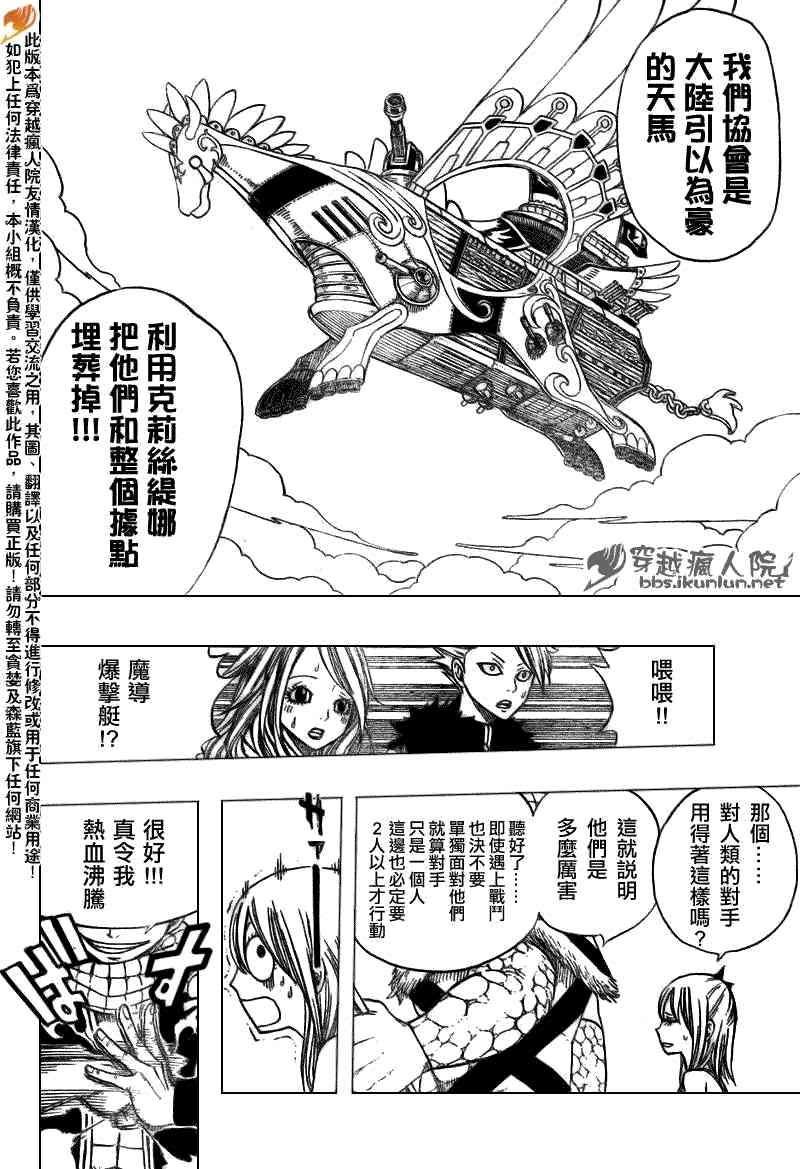 我們協會是
大陸引以為豪
的天馬
利用克莉絲緹娜
把他們和整個據點
埋葬掉!!!
穿越瘋人院
bbs.ikunlun.net
喂喂!!
魔導
爆擊艇!?
那個……
對人類的對手
用得著這樣嗎?
這就説明
他們是
多麼厲害
聽好了……
即使遇上戰鬥
也決不要
單獨面對他們
就算對手
只是一個人
這邊也必定要
2人以上才行動
很好!!!
真令我
熱血沸騰
ばキ
此版本爲穿越瘋人院友情漢化，僅供學習交流之用，其圖、翻譯以及任何部分不得進行修改或用于任何商業用途！
如犯上任何法律責任，本小組概不負責。若您喜歡此作品，請購買正版！請勿轉至貪婪及森藍旗下任何網站！